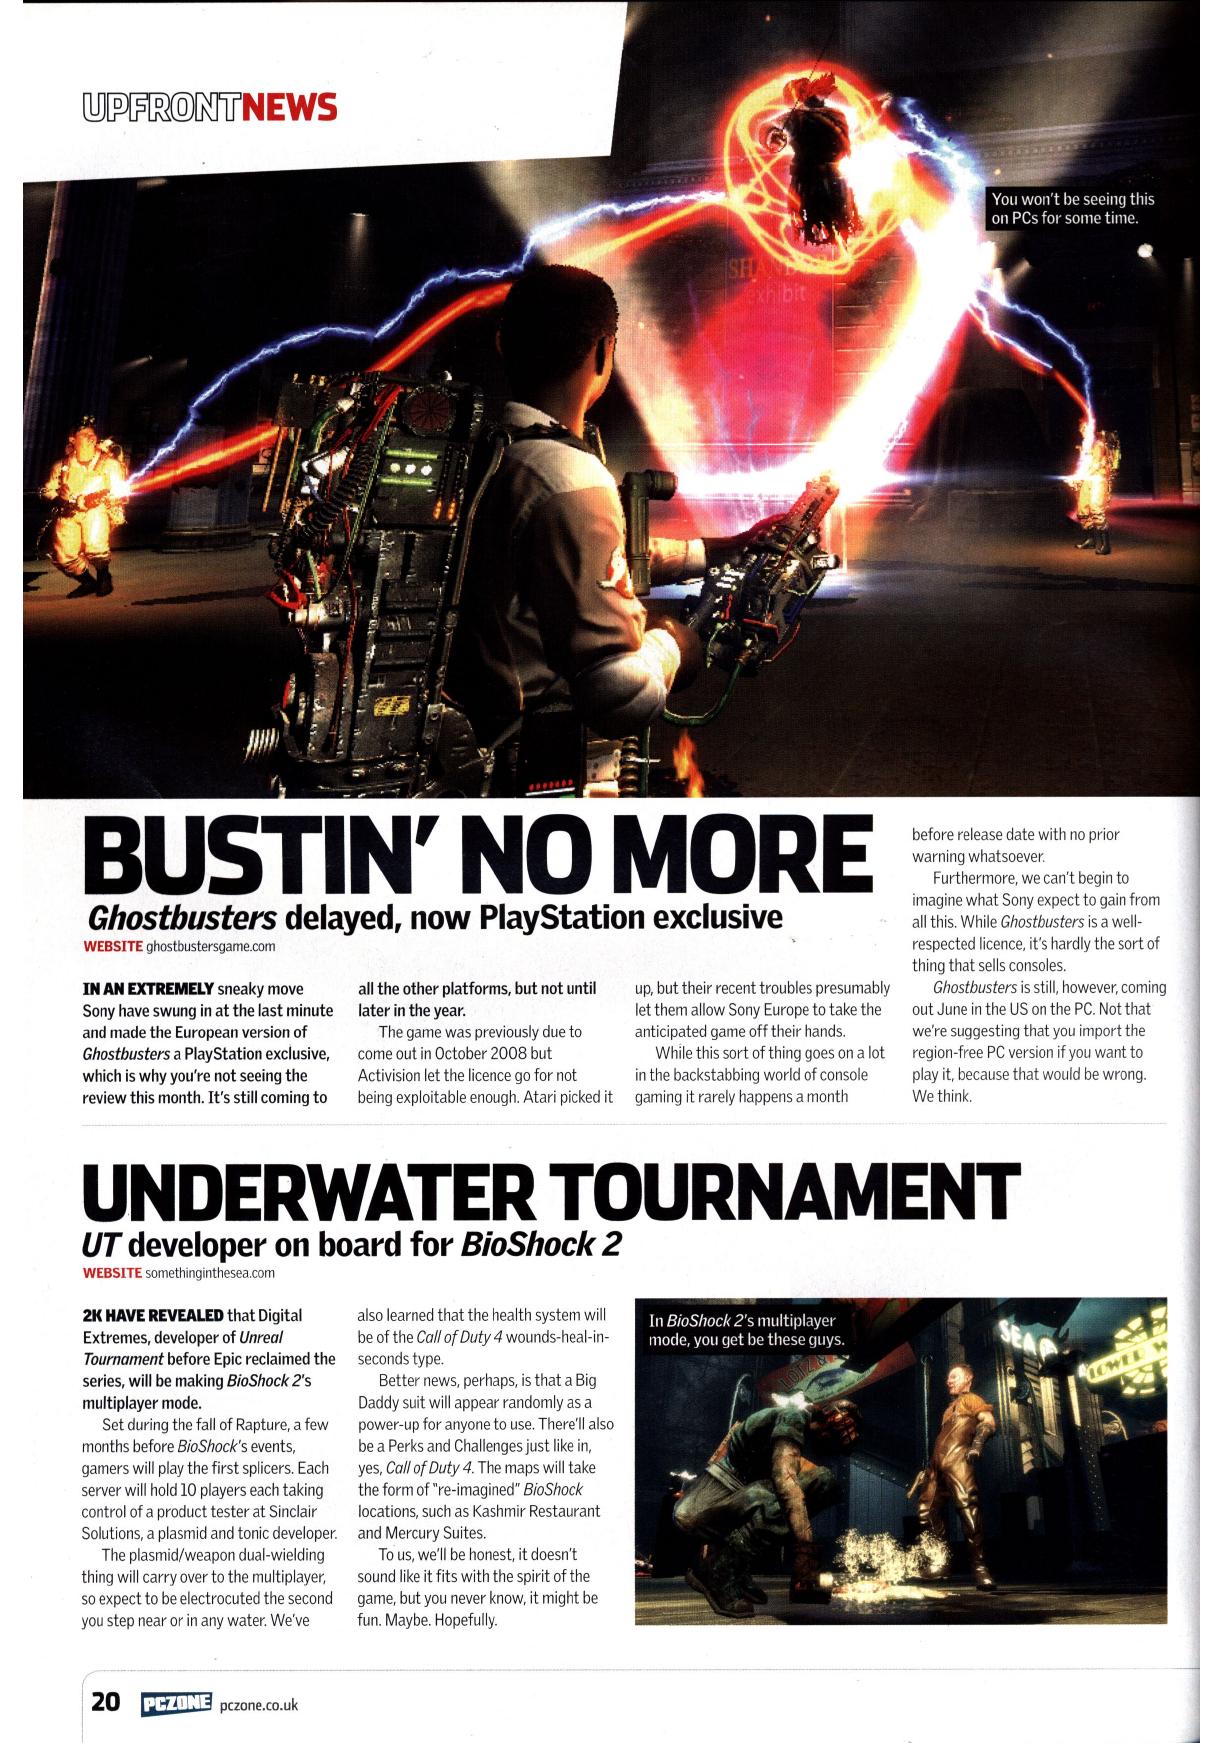 UPFRONTNEWS
You won't be seeing this
on PCs for some time.
SHANDOR
exhibit
BUSTIN' NO MORE
Ghostbusters delayed, now PlayStation exclusive
WEBSITE ghostbustersgame.com
IN AN EXTREMELY sneaky move
Sony have swung in at the last minute
and made the European version of
Ghostbusters a PlayStation exclusive,
which is why you're not seeing the
review this month. It's still coming to
all the other platforms, but not until
later in the year.
The game was previously due to
come out in October 2008 but
Activision let the licence go for not
being exploitable enough. Atari picked it
up, but their recent troubles presumably
let them allow Sony Europe to take the
anticipated game off their hands.
While this sort of thing goes on a lot
in the backstabbing world of console
gaming it rarely happens a month
before release date with no prior
warning whatsoever.
Furthermore, we can't begin to
imagine what Sony expect to gain from
all this. While Ghostbusters is a well-
respected licence, it's hardly the sort of
thing that sells consoles.
Ghostbusters is still, however, coming
out June in the US on the PC. Not that
we're suggesting that you import the
region-free PC version if you want to
play it, because that would be wrong.
We think.
UNDERWATER TOURNAMENT
UT developer on board for BioShock 2
WEBSITE somethinginthesea.com
2K HAVE REVEALED that Digital
Extremes, developer of Unreal
Tournament before Epic reclaimed the
series, will be making BioShock 2's
multiplayer mode.
Set during the fall of Rapture, a few
months before BioShock's events,
gamers will play the first splicers. Each
server will hold 10 players each taking
control of a product tester at Sinclair
Solutions, a plasmid and tonic developer.
The plasmid/weapon dual-wielding
thing will carry over to the multiplayer,
so expect to be electrocuted the second
you step near or in any water. We've
also learned that the health system will
be of the Call of Duty 4 wounds-heal-in-
seconds type.
Better news, perhaps, is that a Big
Daddy suit will appear randomly as a
power-up for anyone to use. There'll also
be a Perks and Challenges just like in,
yes, Call of Duty 4. The maps will take
the form of "re-imagined" BioShock
locations, such as Kashmir Restaurant
and Mercury Suites.
To us, we'll be honest, it doesn't
sound like it fits with the spirit of the
game, but you never know, it might be
fun. Maybe. Hopefully.
In BioShock 2's multiplayer
mode, you get be these guys.
LOTZ &
SEA
LOWER W
20 PCZONE pczone.co.uk